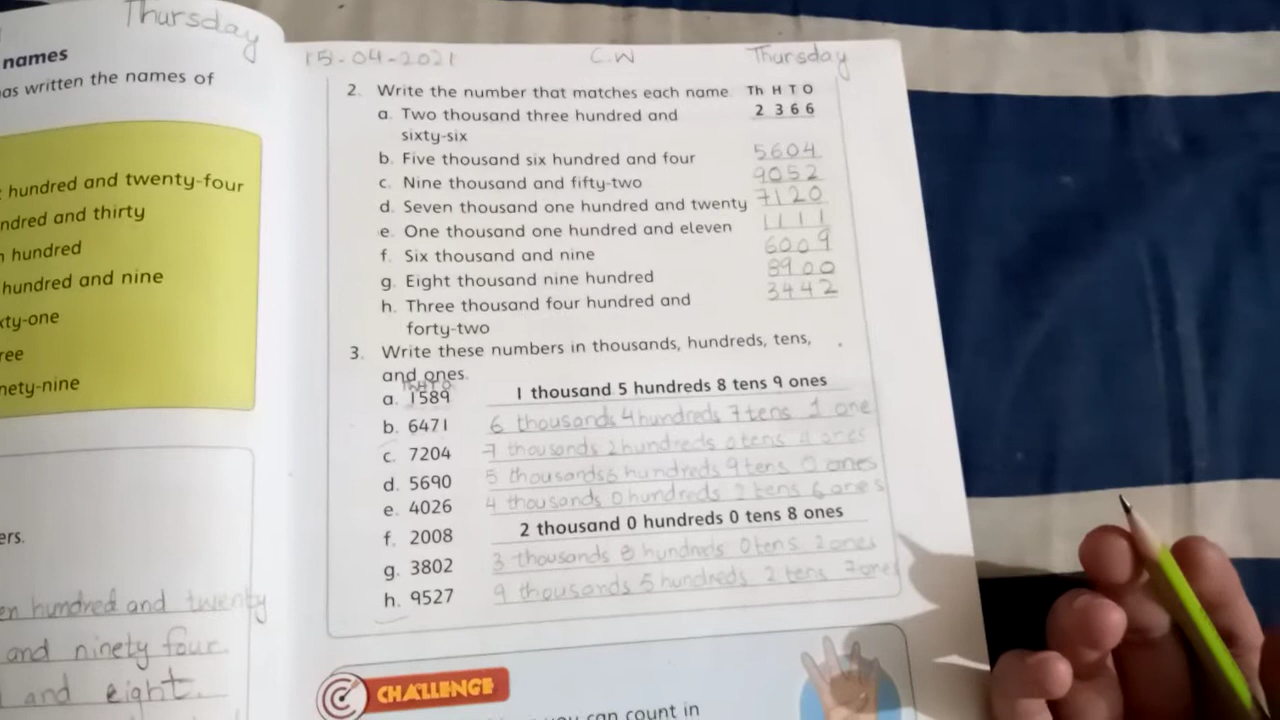 Thursday
names
as written the names of
hundred and twenty-four
ndred and thirty
hundred
hundred and nine
xty-one
ree
nety-nine
ers.
en hundred and twenty
and ninety four
and eight.
15-04-2021 C.W Thursday
2. Write the number that matches each name. Th H T O
a. Two thousand three hundred and 2 3 6 6
sixty-six
b. Five thousand six hundred and four 5604
c. Nine thousand and fifty-two 9052
d. Seven thousand one hundred and twenty 7120
e. One thousand one hundred and eleven 1111
f. Six thousand and nine 6009
g. Eight thousand nine hundred 8900
h. Three thousand four hundred and 3442
forty-two
3. Write these numbers in thousands, hundreds, tens,
and ones.
Th H T O
a. 1589 1 thousand 5 hundreds 8 tens 9 ones
b. 6471 6 thousands 4 hundreds 7 tens 1 one
c. 7204 7 thousands 2 hundreds 0 tens 4 ones
d. 5690 5 thousands 6 hundreds 9 tens 0 ones
e. 4026 4 thousands 0 hundreds 2 tens 6 ones
f. 2008 2 thousand 0 hundreds 0 tens 8 ones
g. 3802 3 thousands 8 hundreds 0 tens 2 ones
h. 9527 9 thousands 5 hundreds 2 tens 7 ones
CHALLENGE
you can count in